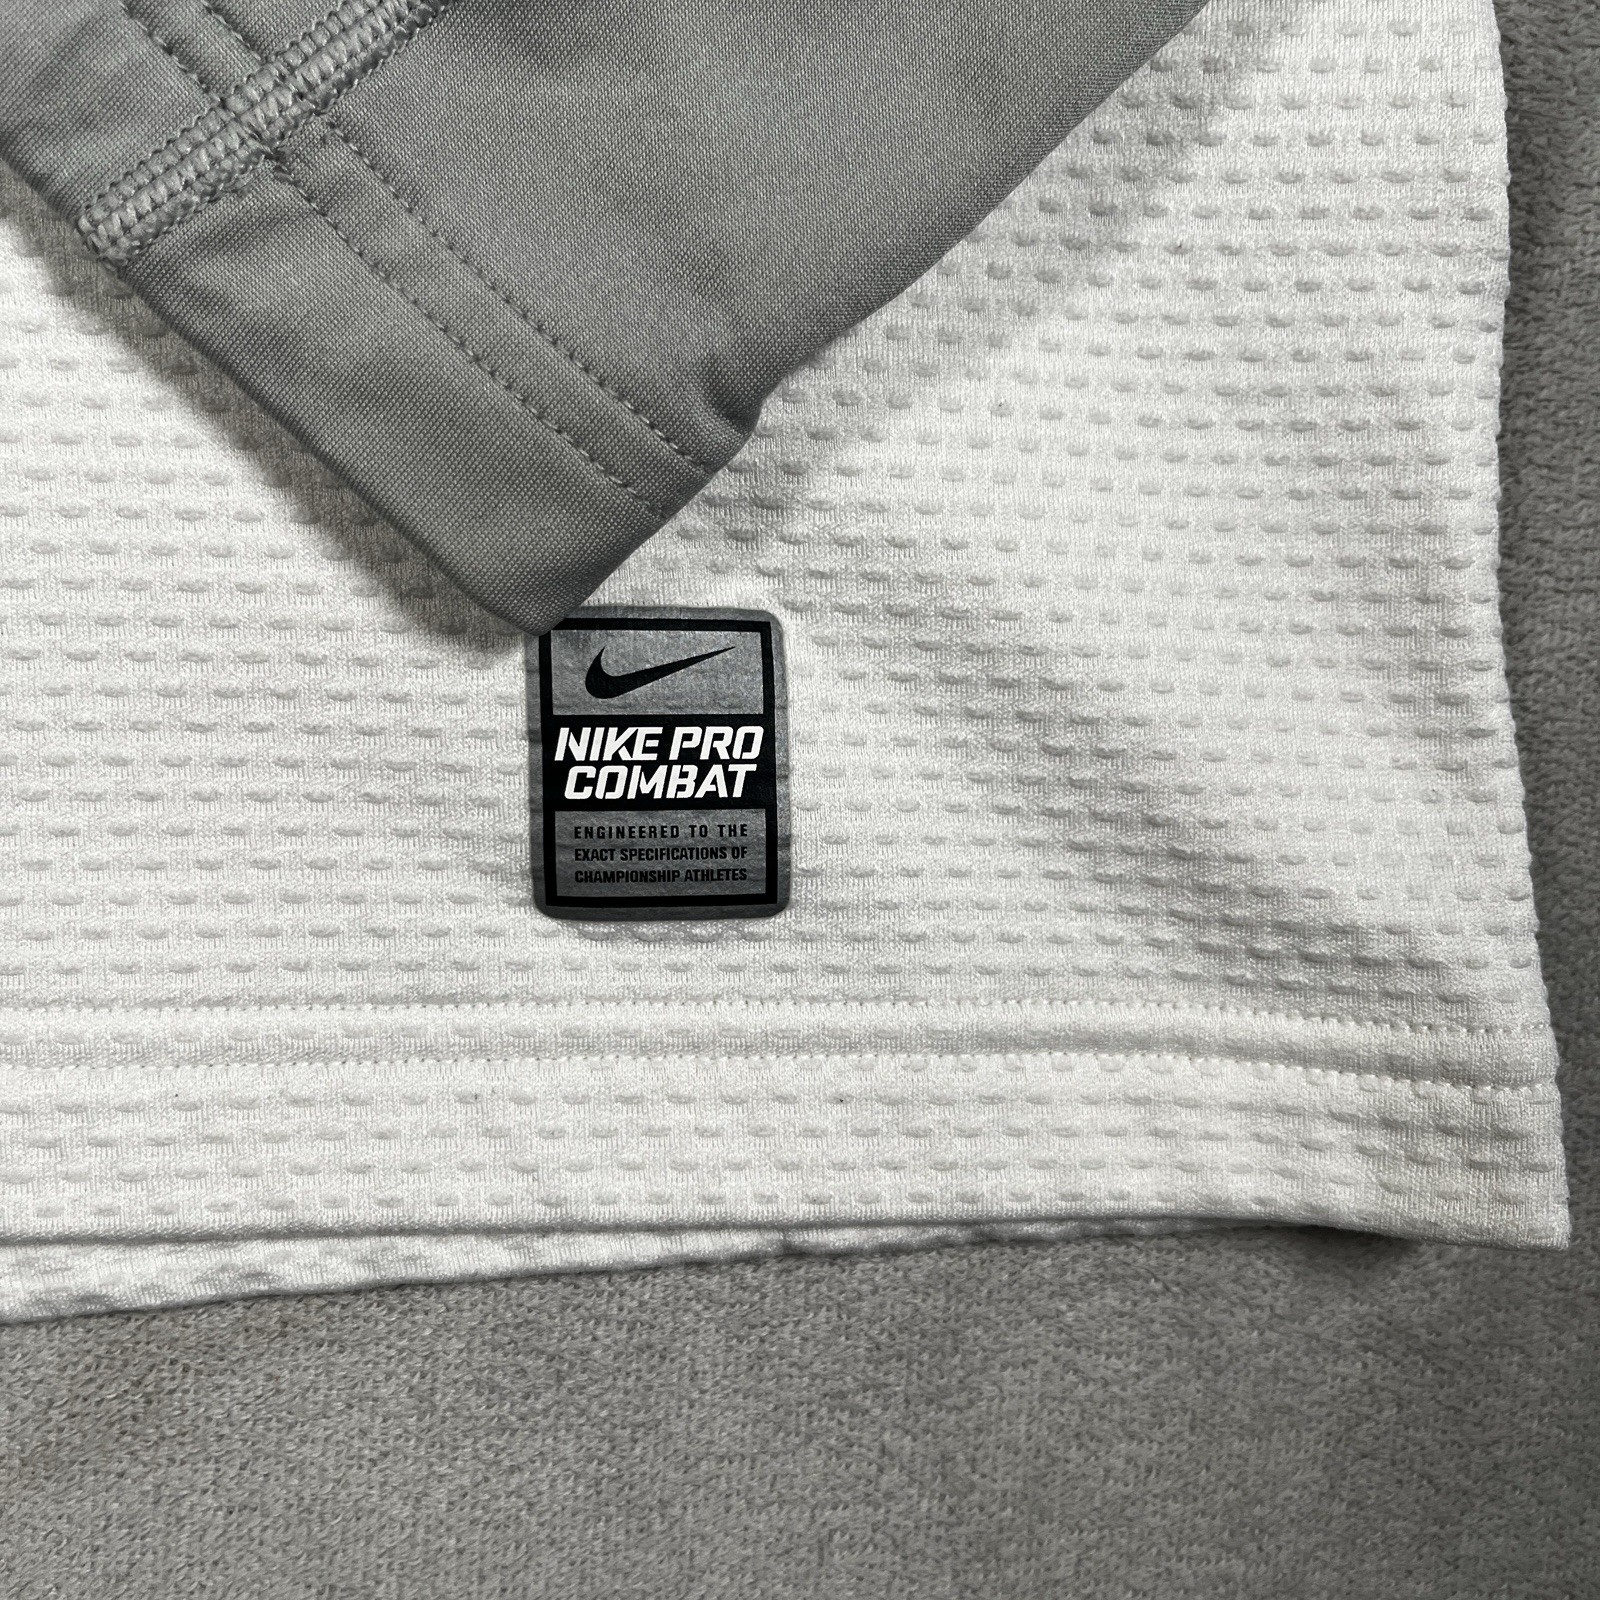 NIKE PRO
COMBAT
ENGINEERED TO THE
EXACT SPECIFICATIONS OF
CHAMPIONSHIP ATHLETES